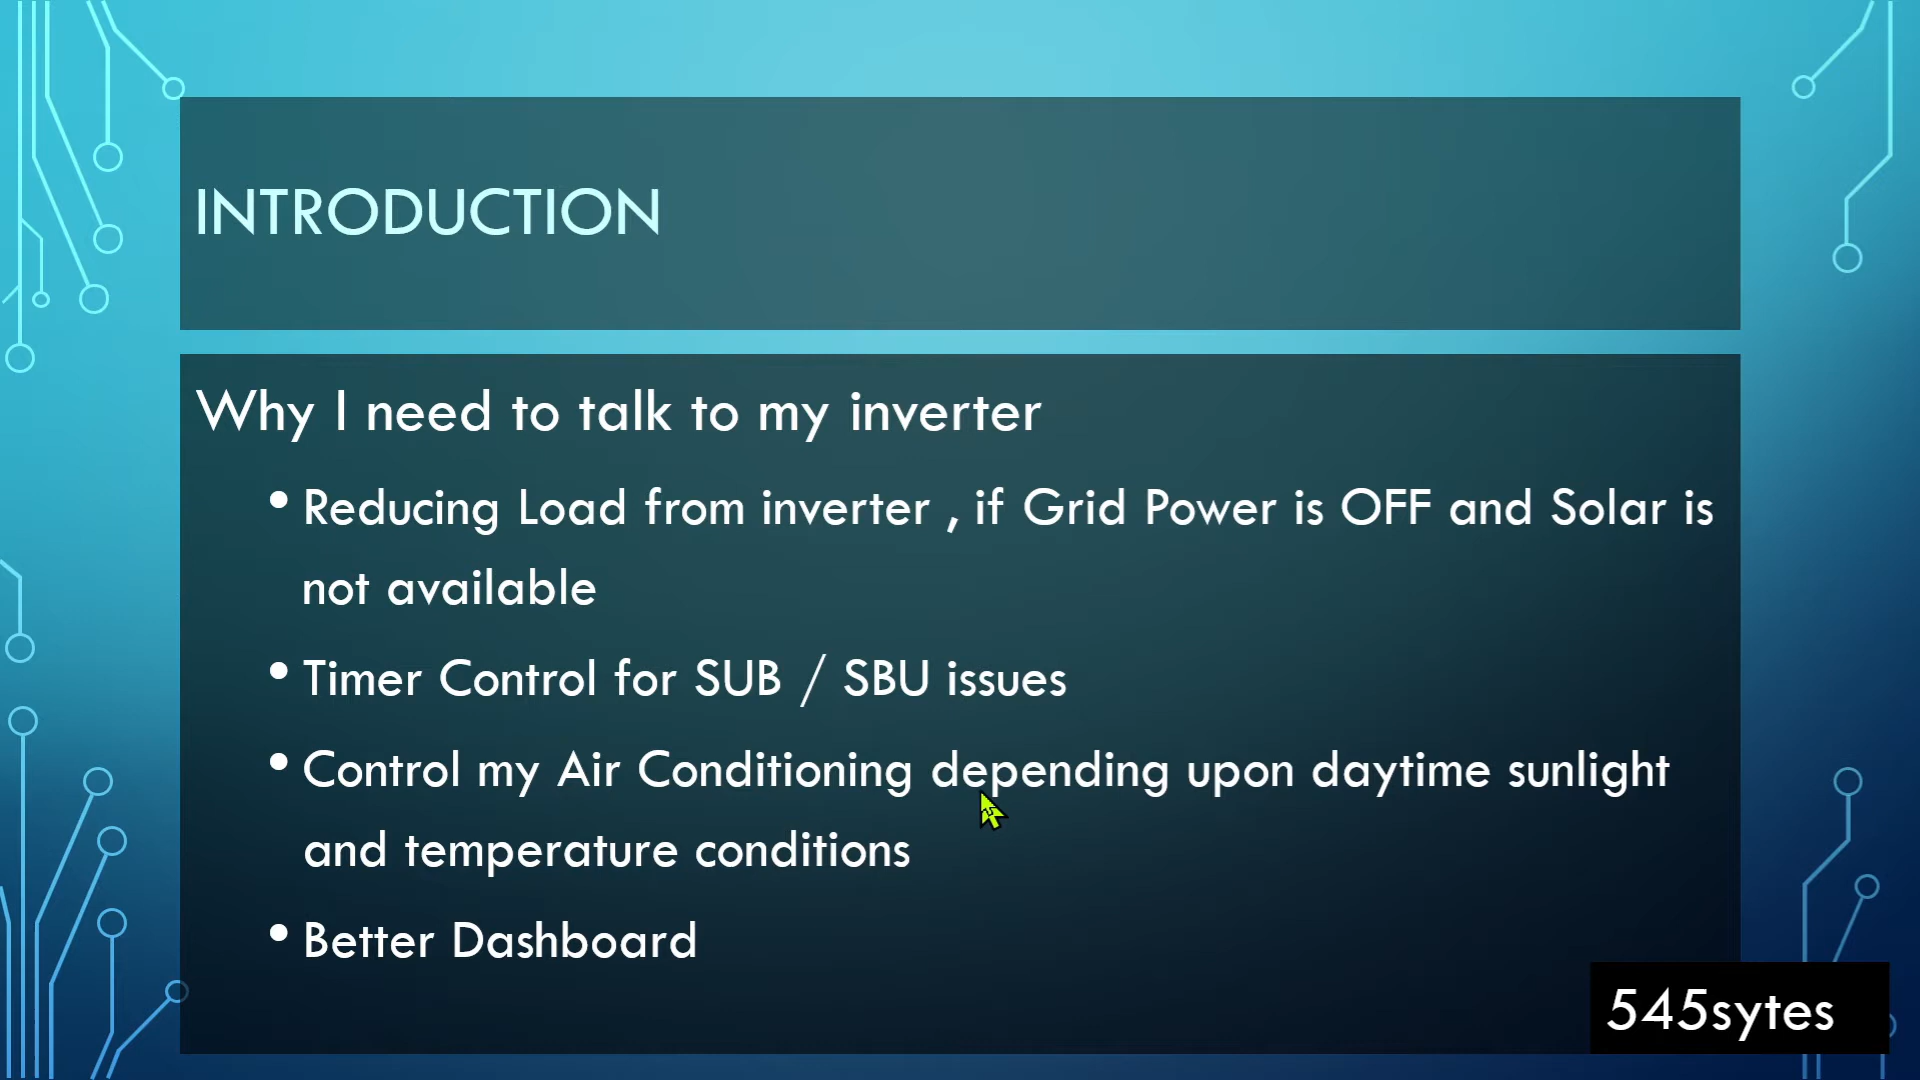 INTRODUCTION
Why I need to talk to my inverter
• Reducing Load from inverter , if Grid Power is OFF and Solar is
not available
• Timer Control for SUB / SBU issues
• Control my Air Conditioning depending upon daytime sunlight
and temperature conditions
• Better Dashboard
545sytes